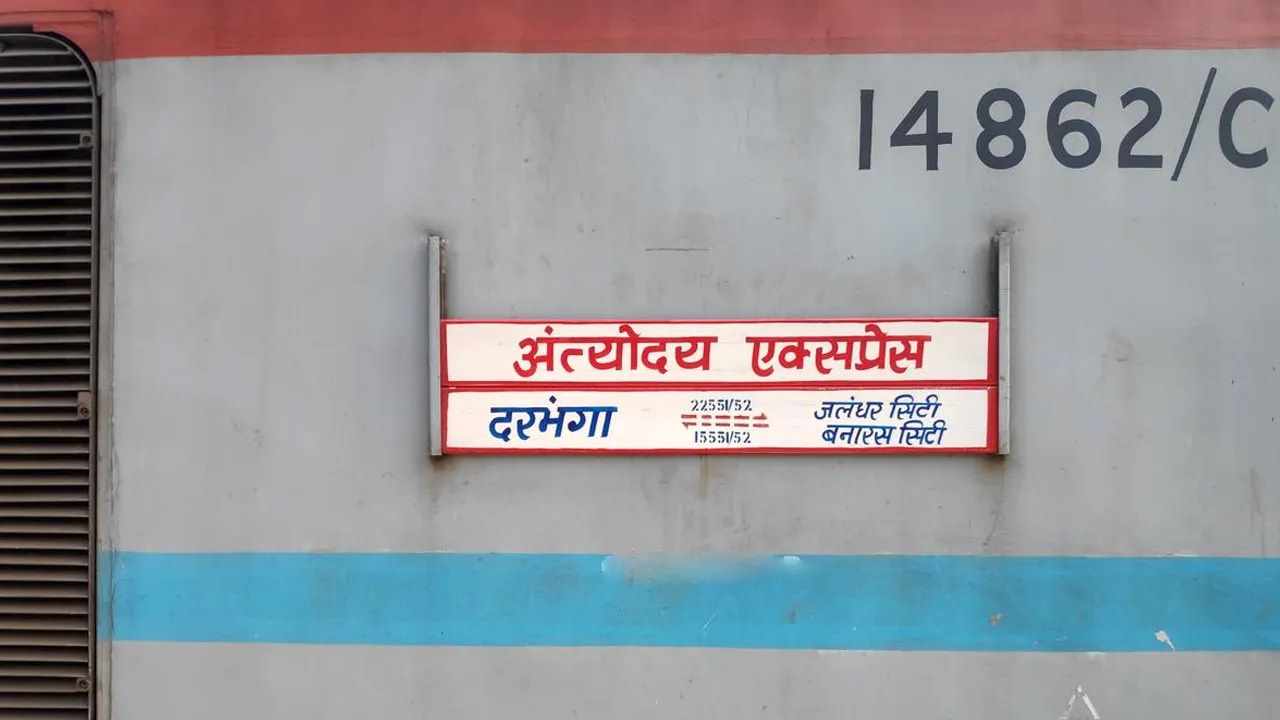 14862/C
अंत्योदय एक्सप्रेस
दरभंगा
22551/52
15551/52
जलंधर सिटी
बनारस सिटी